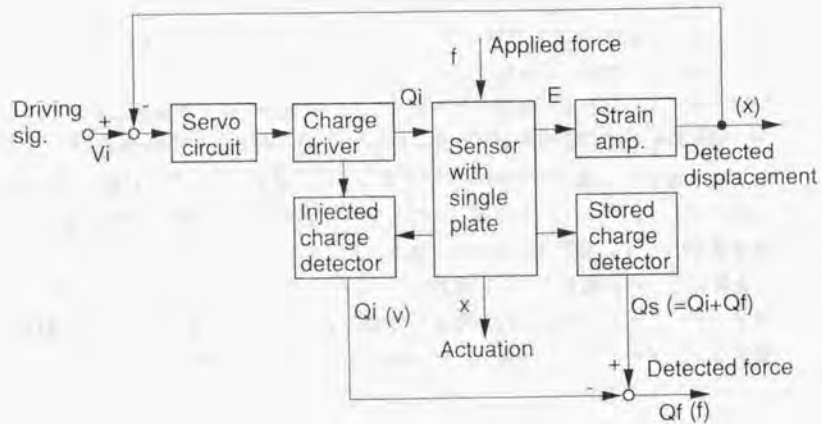 f
Applied force
Driving
sig.
+
-
Vi
Servo
circuit
Charge
driver
Qi
Sensor
with
single
plate
E
Strain
amp.
(x)
Detected
displacement
Injected
charge
detector
Stored
charge
detector
Qi (v)
x
Actuation
Qs (=Qi+Qf)
+
-
Detected force
Qf (f)